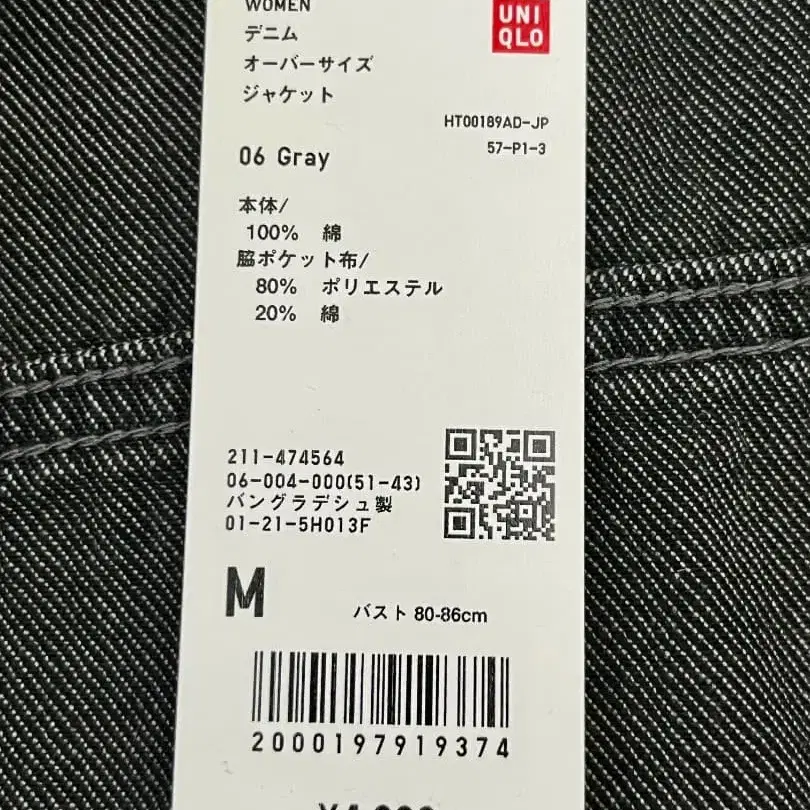 WOMEN
デニム
オーバーサイズ
ジャケット
UNI
QLO
HT00189AD-JP
57-P1-3
06 Gray
本体/
100% 綿
脇ポケット布/
80% ポリエステル
20% 綿
211-474564
06-004-000(51-43)
バングラデシュ製
01-21-5H013F
M
バスト 80-86cm
2000197919374